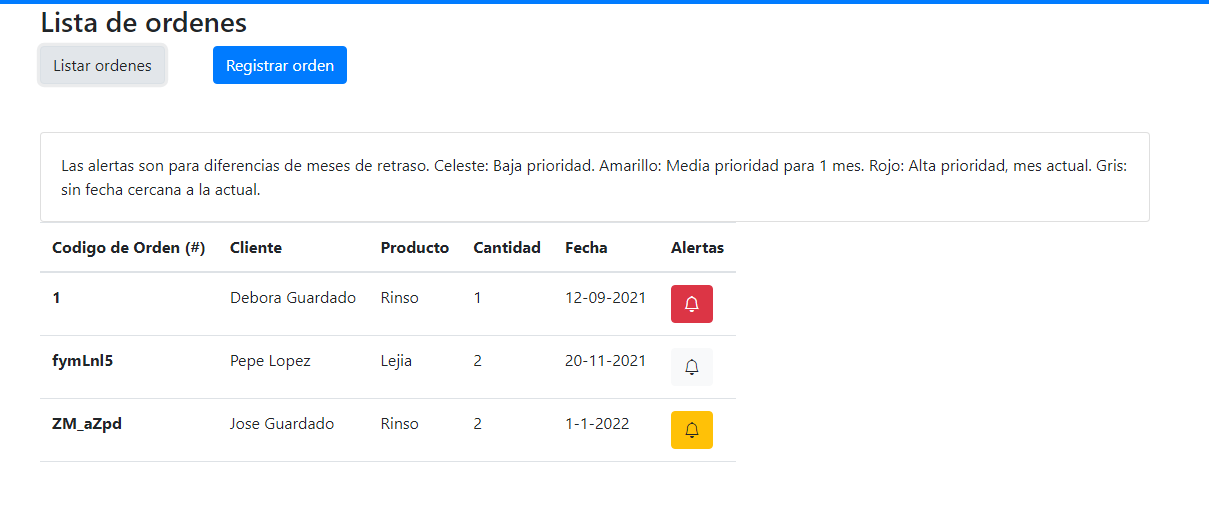 Lista de ordenes
Listar ordenes Registrar orden
Las alertas son para diferencias de meses de retraso. Celeste: Baja prioridad. Amarillo: Media prioridad para 1 mes. Rojo: Alta prioridad, mes actual. Gris:
sin fecha cercana a la actual.
Codigo de Orden (#) Cliente Producto Cantidad Fecha Alertas
1 Debora Guardado Rinso 1 12-09-2021
fymLnl5 Pepe Lopez Lejia 2 20-11-2021
ZM_aZpd Jose Guardado Rinso 2 1-1-2022